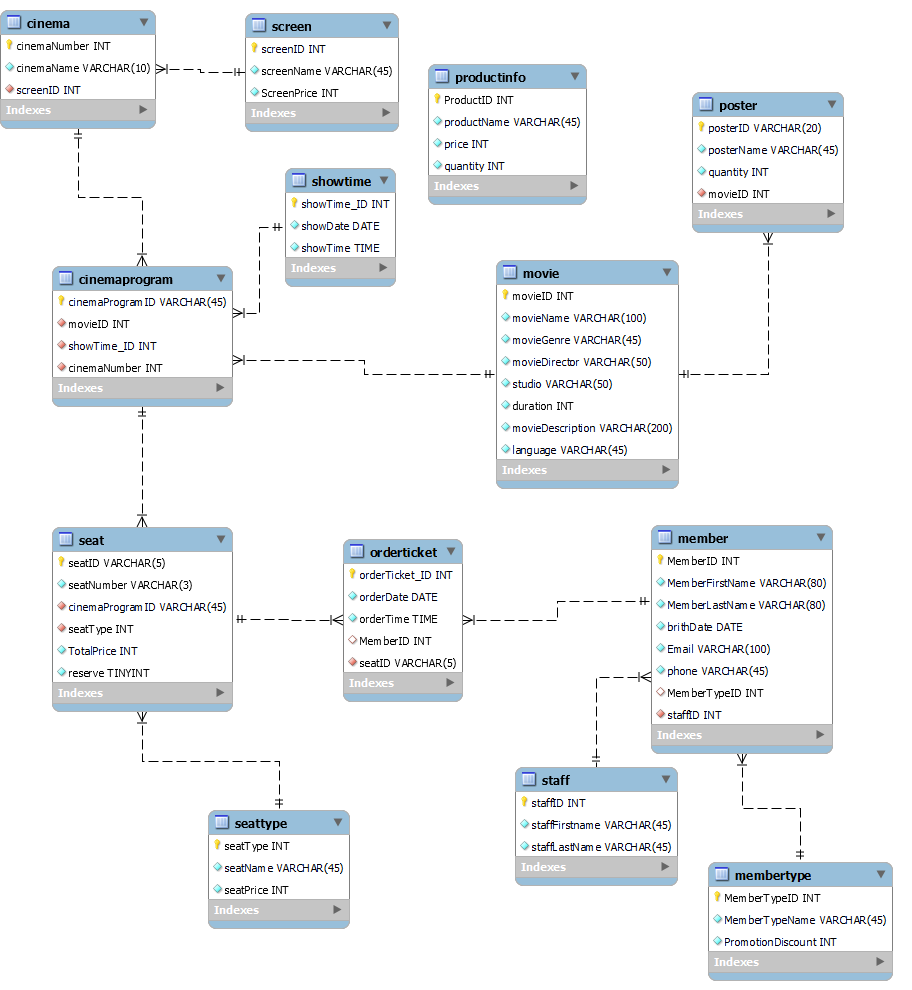 cinema
cinemaNumber INT
cinemaName VARCHAR(10)
screenID INT
Indexes
screen
screenID INT
screenName VARCHAR(45)
ScreenPrice INT
Indexes
productinfo
ProductID INT
productName VARCHAR(45)
price INT
quantity INT
Indexes
poster
posterID VARCHAR(20)
posterName VARCHAR(45)
quantity INT
movieID INT
Indexes
showtime
showTime_ID INT
showDate DATE
showTime TIME
Indexes
cinemaprogram
cinemaProgramID VARCHAR(45)
movieID INT
showTime_ID INT
cinemaNumber INT
Indexes
movie
movieID INT
movieName VARCHAR(100)
movieGenre VARCHAR(45)
movieDirector VARCHAR(50)
studio VARCHAR(50)
duration INT
movieDescription VARCHAR(200)
language VARCHAR(45)
Indexes
seat
seatID VARCHAR(5)
seatNumber VARCHAR(3)
cinemaProgramID VARCHAR(45)
seatType INT
TotalPrice INT
reserve TINYINT
Indexes
orderticket
orderTicket_ID INT
orderDate DATE
orderTime TIME
MemberID INT
seatID VARCHAR(5)
Indexes
member
MemberID INT
MemberFirstName VARCHAR(80)
MemberLastName VARCHAR(80)
brithDate DATE
Email VARCHAR(100)
phone VARCHAR(45)
MemberTypeID INT
staffID INT
Indexes
staff
staffID INT
staffFirstname VARCHAR(45)
staffLastName VARCHAR(45)
Indexes
seattype
seatType INT
seatName VARCHAR(45)
seatPrice INT
Indexes
membertype
MemberTypeID INT
MemberTypeName VARCHAR(45)
PromotionDiscount INT
Indexes